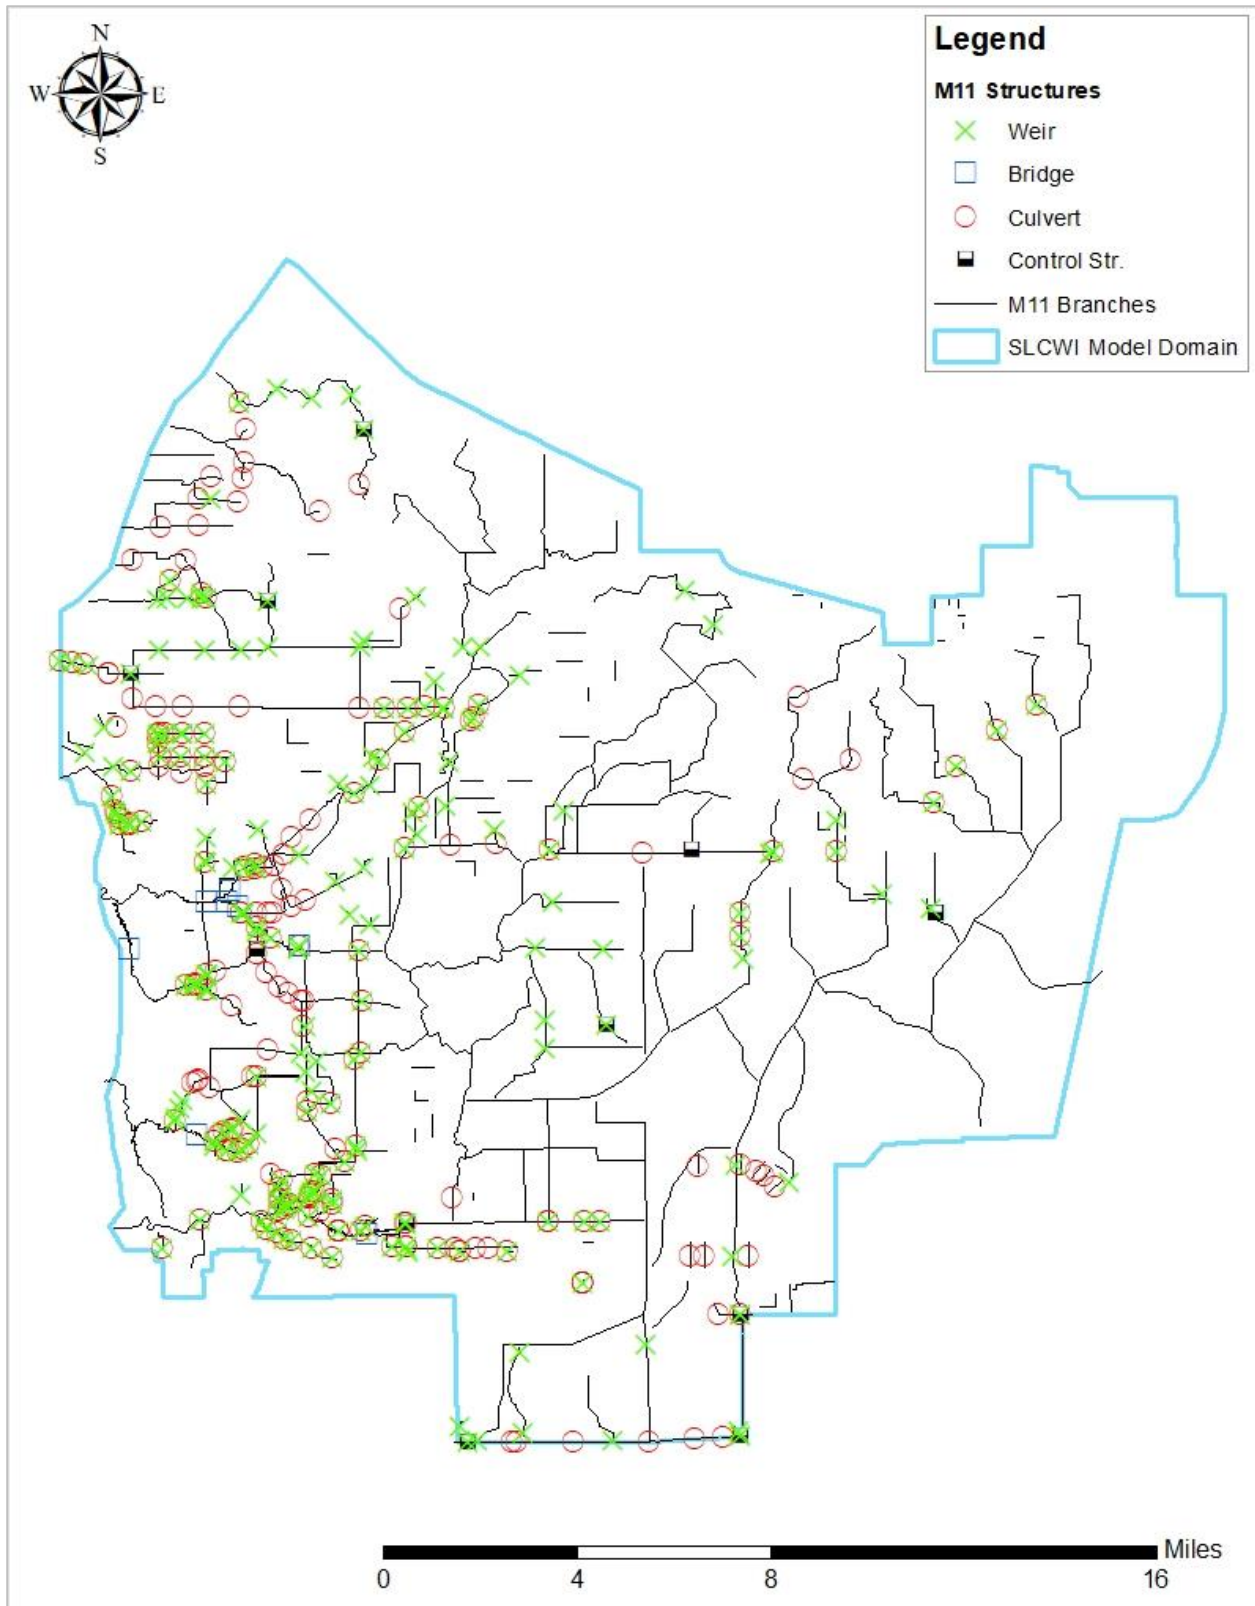 N
W E
S
Legend
M11 Structures
Weir
Bridge
Culvert
Control Str.
M11 Branches
SLCWI Model Domain
Miles
0 4 8 16